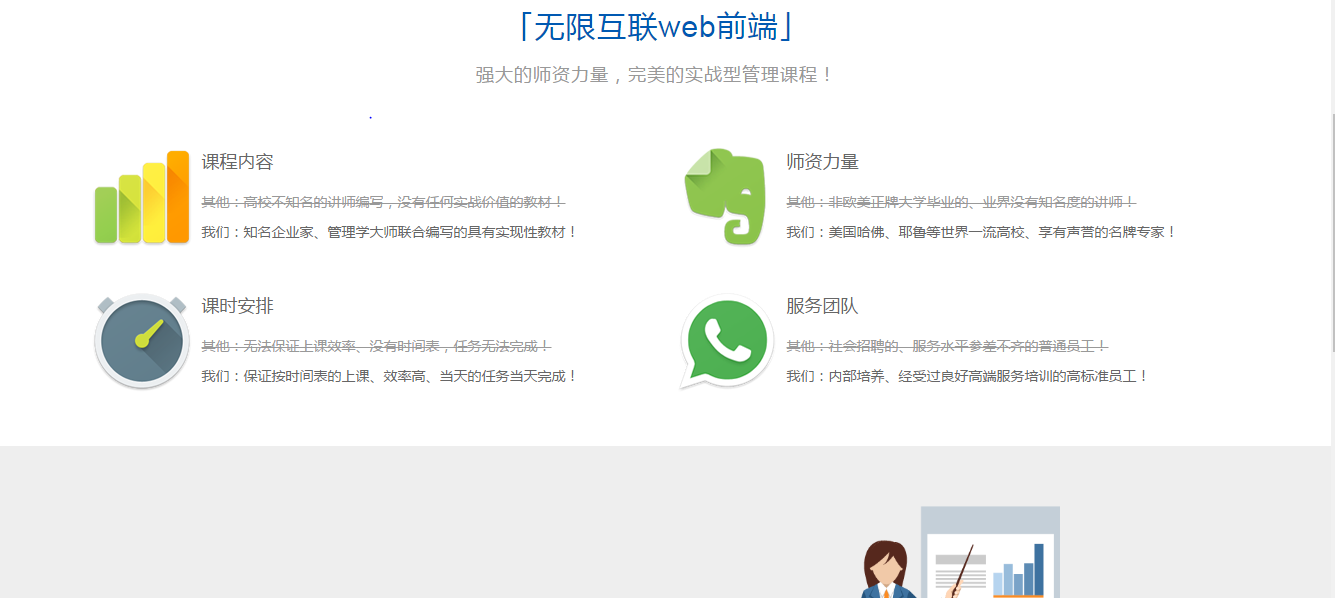 「无限互联web前端」
强大的师资力量，完美的实战型管理课程！
课程内容
其他：高校不知名的讲师编写，没有任何实战价值的教材！
我们：知名企业家、管理学大师联合编写的具有实现性教材！
师资力量
其他：非欧美正牌大学毕业的、业界没有知名度的讲师！
我们：美国哈佛、耶鲁等世界一流高校、享有声誉的名牌专家！
课时安排
其他：无法保证上课效率、没有时间表，任务无法完成！
我们：保证按时间表的上课、效率高、当天的任务当天完成！
服务团队
其他：社会招聘的、服务水平参差不齐的普通员工！
我们：内部培养、经受过良好高端服务培训的高标准员工！